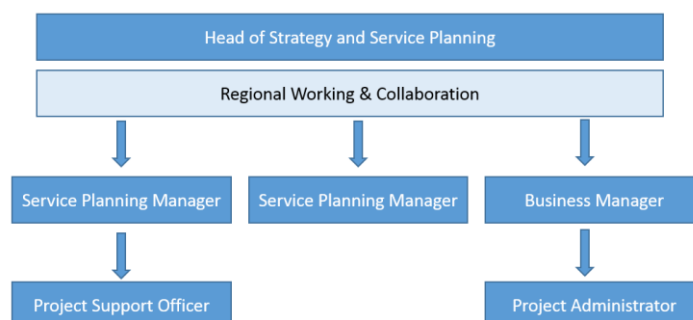 Head of Strategy and Service Planning
Regional Working & Collaboration
Service Planning Manager
Service Planning Manager
Business Manager
Project Support Officer
Project Administrator